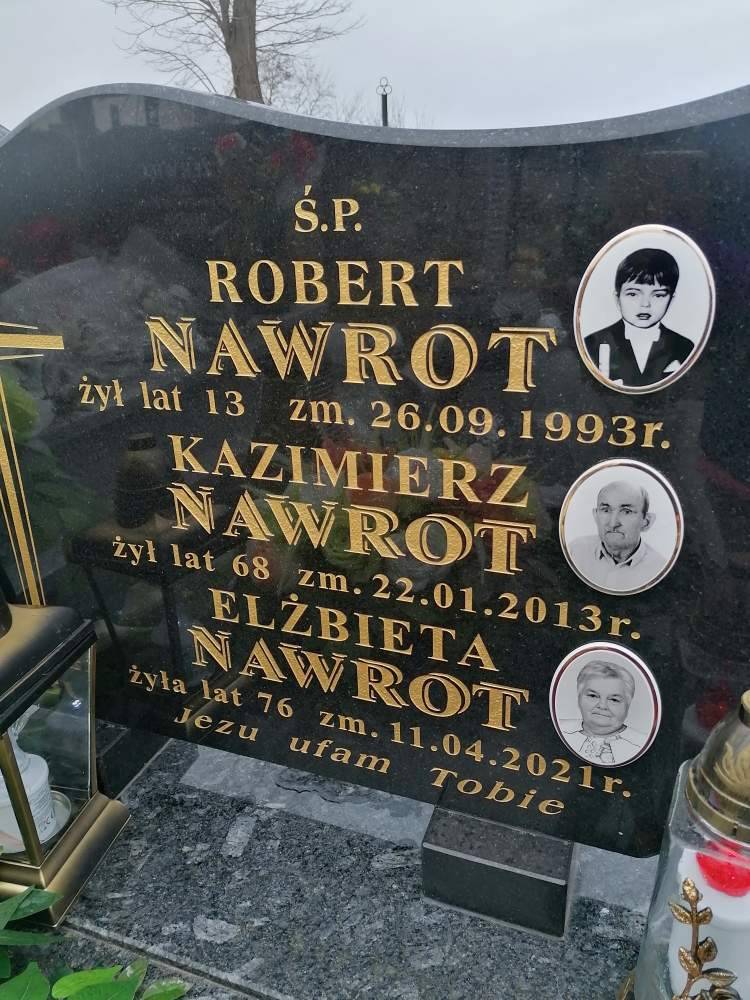 Ś.P.
ROBERT
NAWROT
żył lat 13 zm. 26.09.1993r.
KAZIMIERZ
NAWROT
żył lat 68 zm. 22.01.2013r.
ELŻBIETA
NAWROT
żyła lat 76 zm. 11.04.2021r.
Jezu ufam Tobie